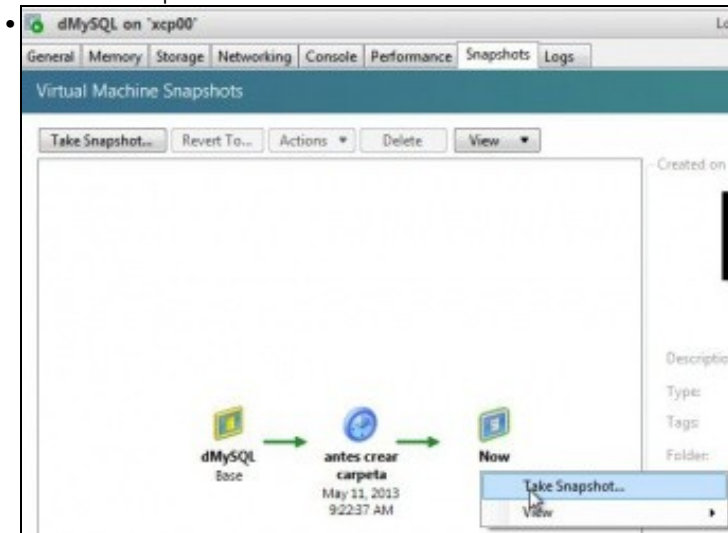 dMySQL on 'xcp00'
General Memory Storage Networking Console Performance Snapshots Logs
Virtual Machine Snapshots
Take Snapshot... Revert To... Actions Delete View
Created on
Descriptio
Type:
Tags:
Folder:
dMySQL
Base
antes crear
carpeta
May 11, 2013
9:22:37 AM
Now
Take Snapshot...
View